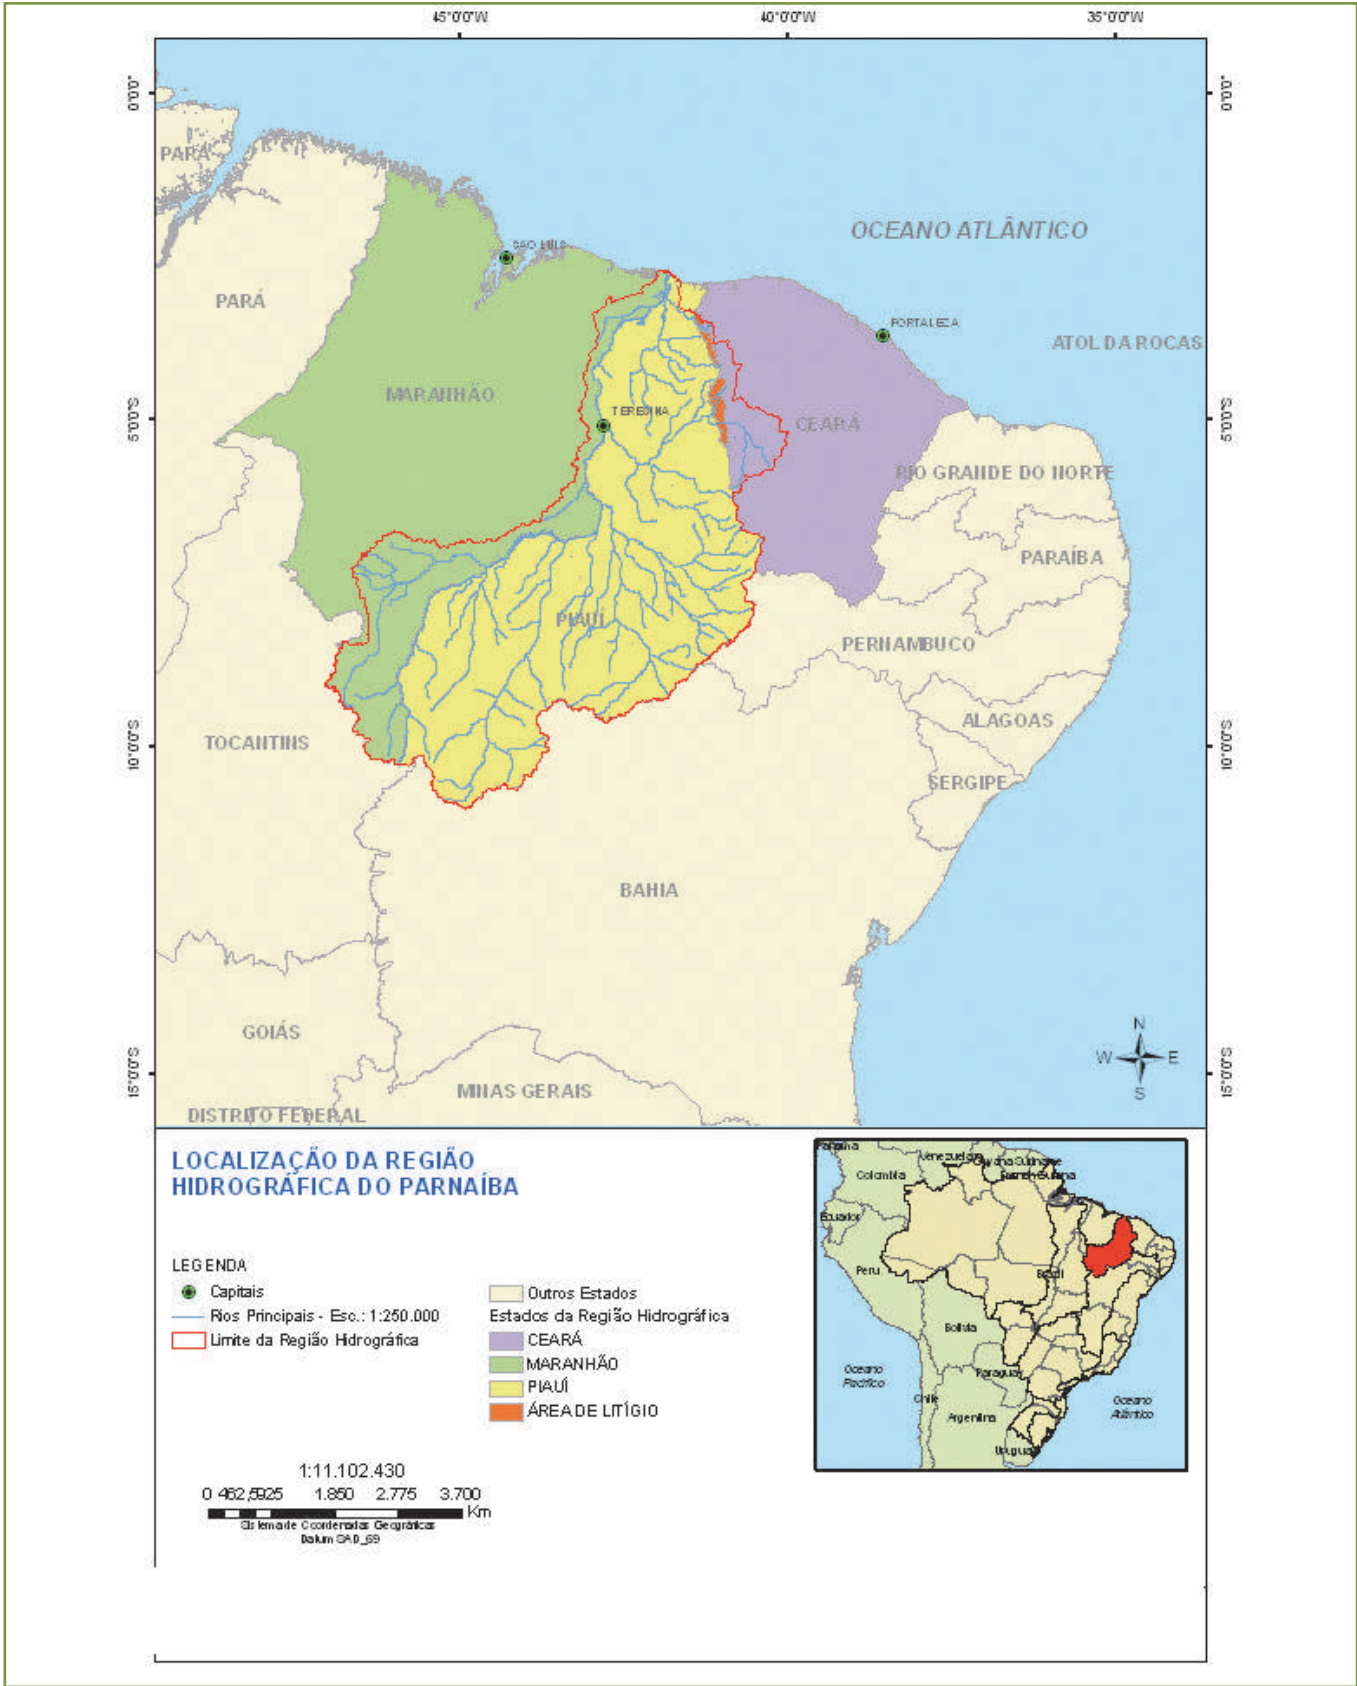 45°0'0"W 40°0'0"W 35°0'0"W
0°0'0" 0°0'0"
PARÁ
OCEANO ATLÂNTICO
SÃO LUÍS
PARÁ
FORTALEZA
ATOL DA ROCAS
MARANHÃO
TERESINA
CEARÁ
5°0'0"S 5°0'0"S
RIO GRANDE DO NORTE
PARAÍBA
PIAUÍ
PERNAMBUCO
ALAGOAS
TOCANTINS
10°0'0"S 10°0'0"S
SERGIPE
BAHIA
GOIÁS
N
W E
S
15°0'0"S 15°0'0"S
MINAS GERAIS
DISTRITO FEDERAL
LOCALIZAÇÃO DA REGIÃO
HIDROGRÁFICA DO PARNAÍBA
LEGENDA
Capitais
Rios Principais - Esc.: 1:250.000
Limite da Região Hidrográfica
Outros Estados
Estados da Região Hidrográfica
CEARÁ
MARANHÃO
PIAUÍ
ÁREA DE LITÍGIO
1:11.102.430
0 462,5925 1.850 2.775 3.700
Km
Sistema de Coordenadas Geográficas
Datum SAD_69
Panama
Venezuela
Guyana Suriname
French Guiana
Colombia
Ecuador
Peru
Brazil
Bolivia
Paraguay
Chile
Argentina
Uruguay
Oceano
Pacífico
Oceano
Atlântico